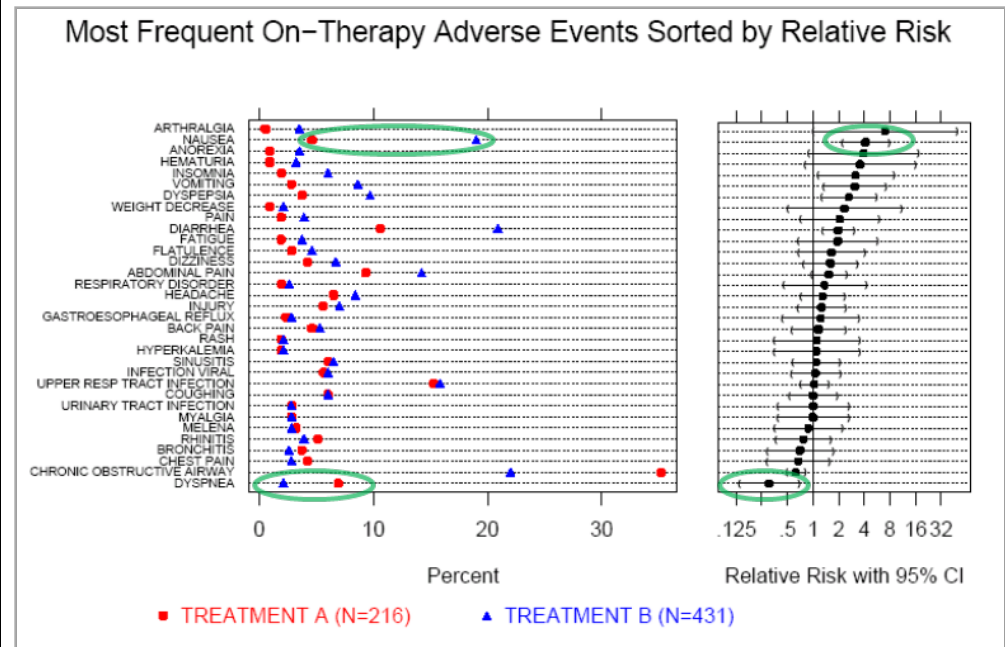 Most Frequent On−Therapy Adverse Events Sorted by Relative Risk
ARTHRALGIA
NAUSEA
ANOREXIA
HEMATURIA
INSOMNIA
VOMITING
DYSPEPSIA
WEIGHT DECREASE
PAIN
DIARRHEA
FATIGUE
FLATULENCE
DIZZINESS
ABDOMINAL PAIN
RESPIRATORY DISORDER
HEADACHE
INJURY
GASTROESOPHAGEAL REFLUX
BACK PAIN
RASH
HYPERKALEMIA
SINUSITIS
INFECTION VIRAL
UPPER RESP TRACT INFECTION
COUGHING
URINARY TRACT INFECTION
MYALGIA
MELENA
RHINITIS
BRONCHITIS
CHEST PAIN
CHRONIC OBSTRUCTIVE AIRWAY
DYSPNEA
0 10 20 30
Percent
.125 .5 1 2 4 8 16 32
Relative Risk with 95% CI
TREATMENT A (N=216) TREATMENT B (N=431)